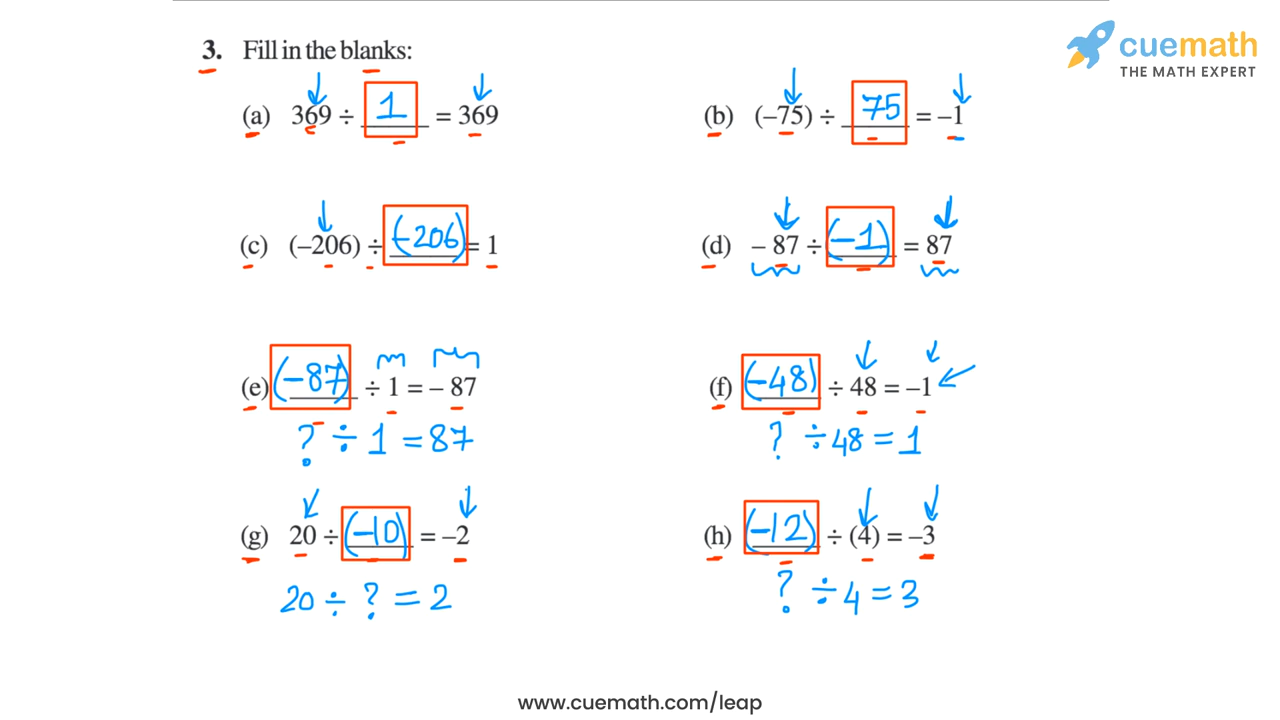 cuemath
THE MATH EXPERT
3. Fill in the blanks:
(a) 369 ÷ 1 = 369
(b) (–75) ÷ 75 = –1
(c) (–206) ÷ (–206) = 1
(d) – 87 ÷ (–1) = 87
(e) (–87) ÷ 1 = – 87
(f) (–48) ÷ 48 = –1
? ÷ 1 = 87
? ÷ 48 = 1
(g) 20 ÷ (–10) = –2
(h) (–12) ÷ (4) = –3
20 ÷ ? = 2
? ÷ 4 = 3
www.cuemath.com/leap